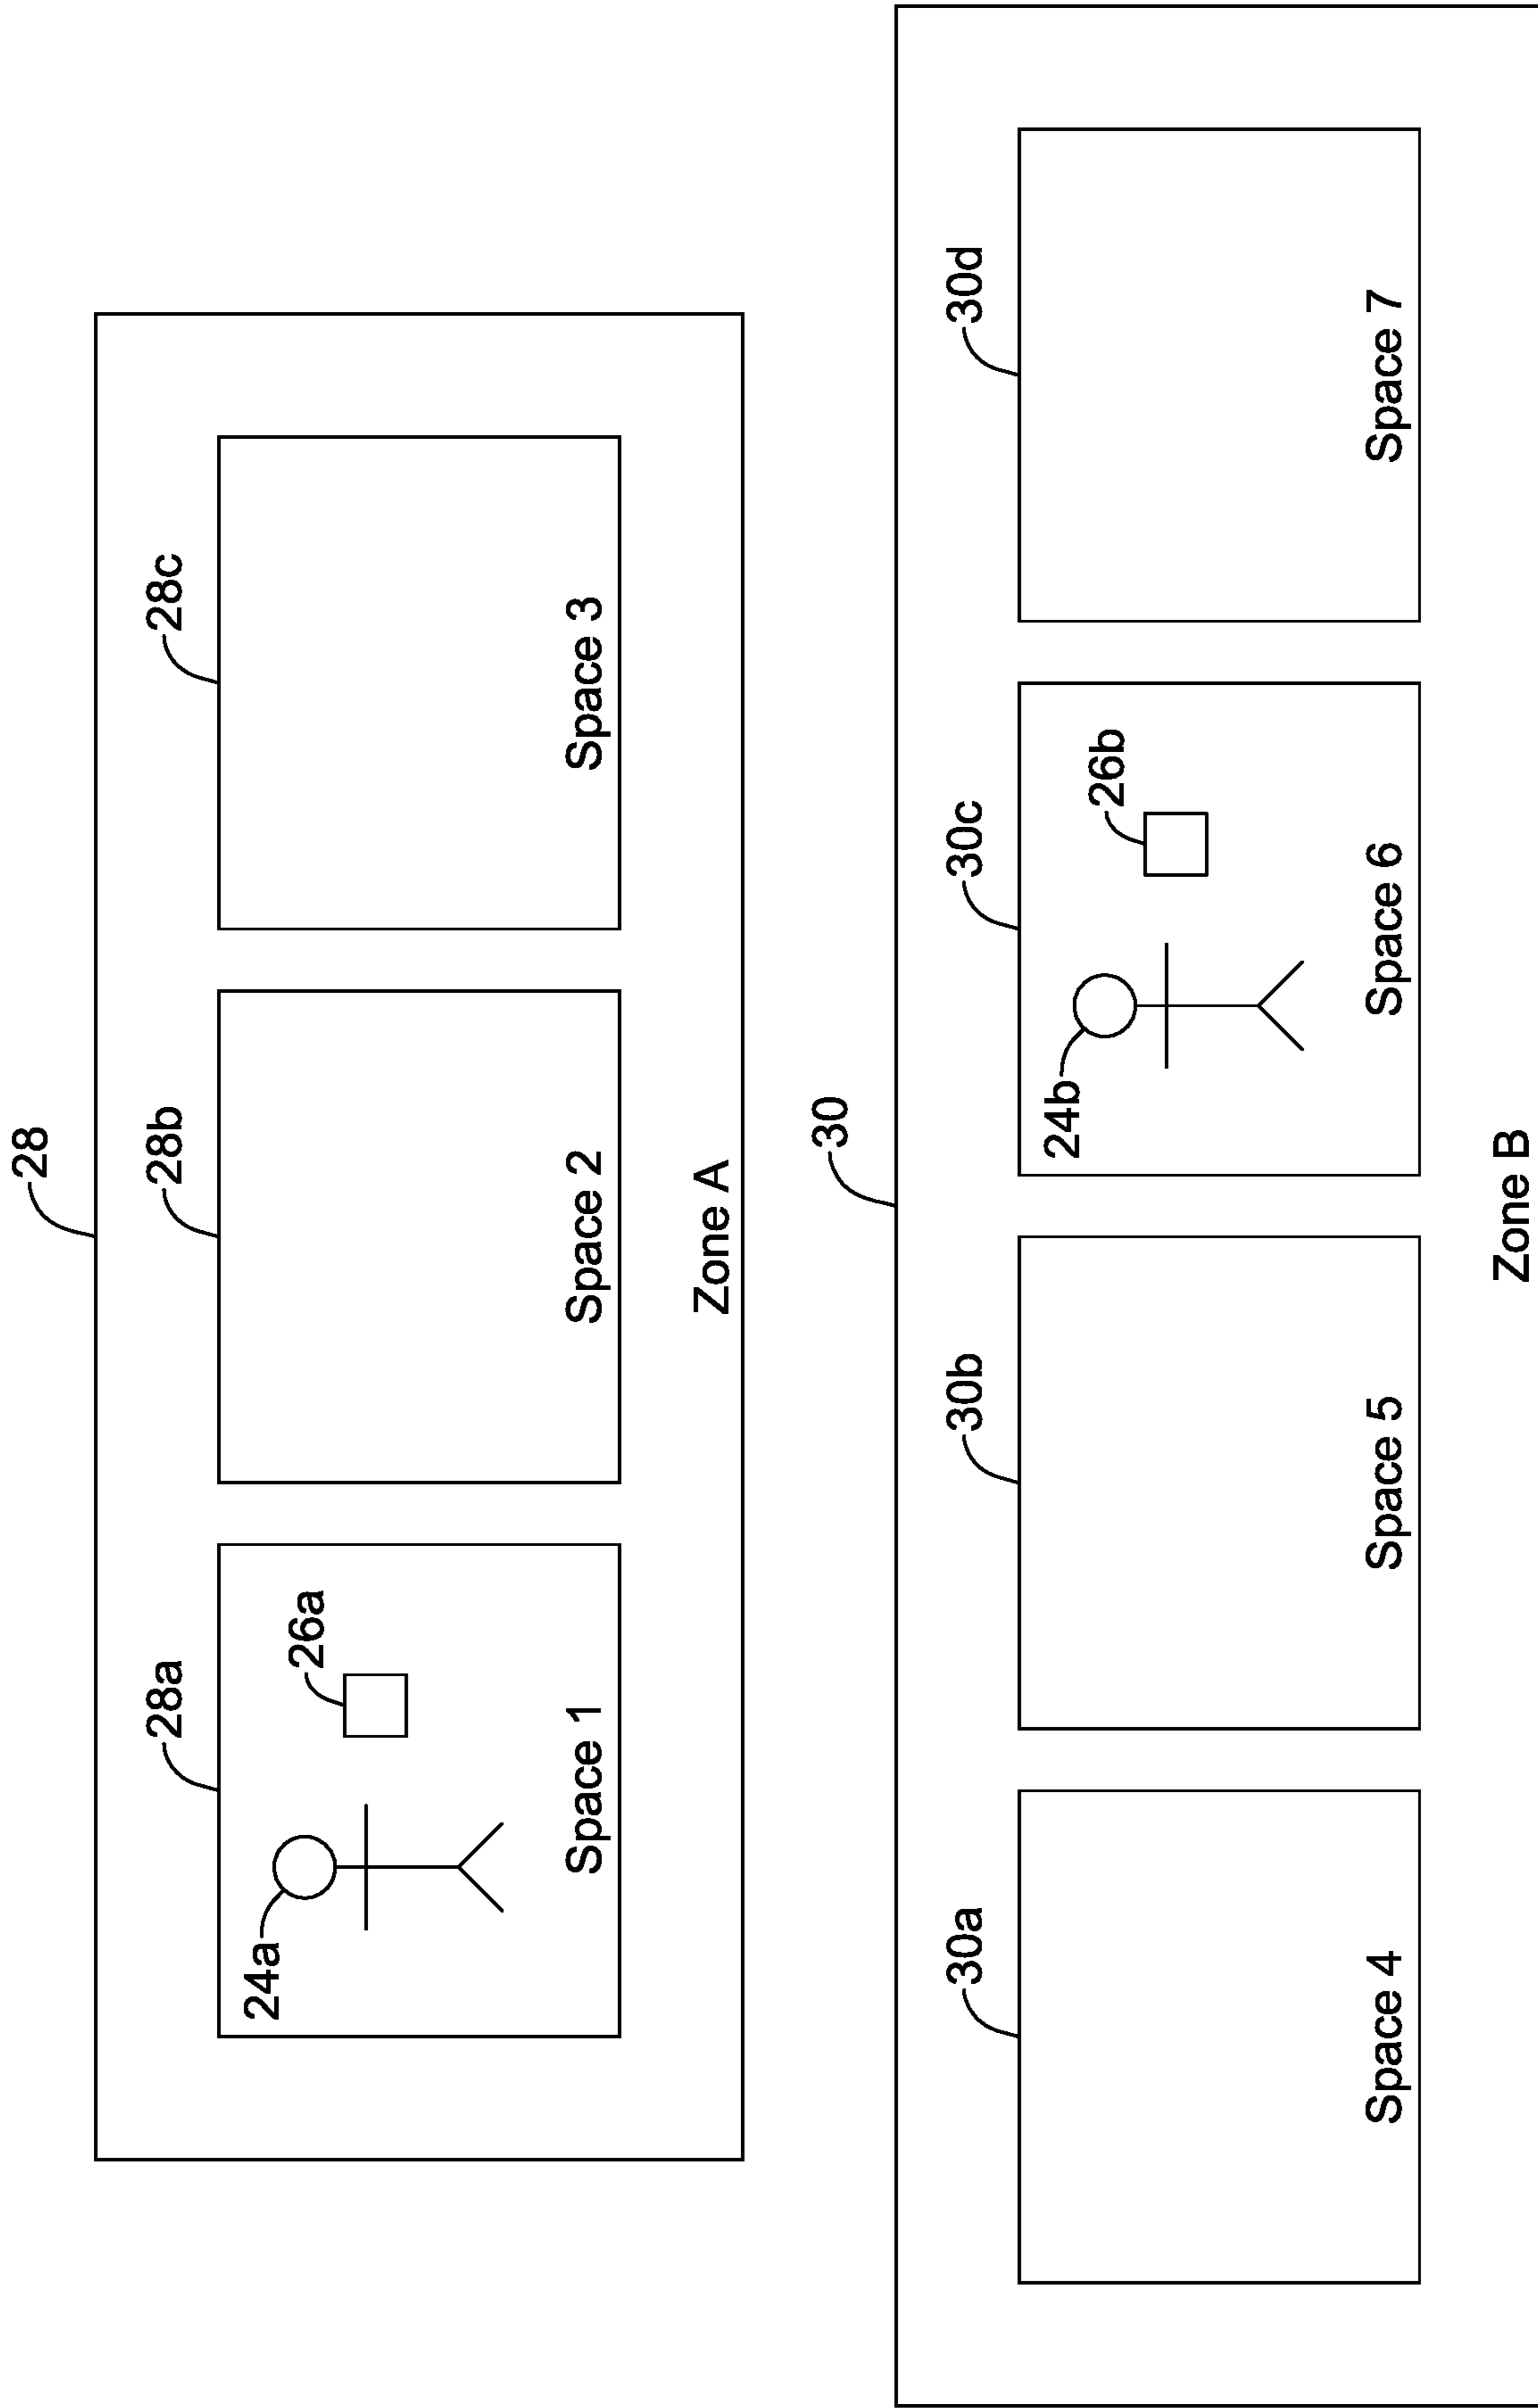 28
28a
28b
28c
24a
26a
Space 1
Space 2
Space 3
Zone A
30
30a
30b
30c
30d
24b
26b
Space 4
Space 5
Space 6
Space 7
Zone B